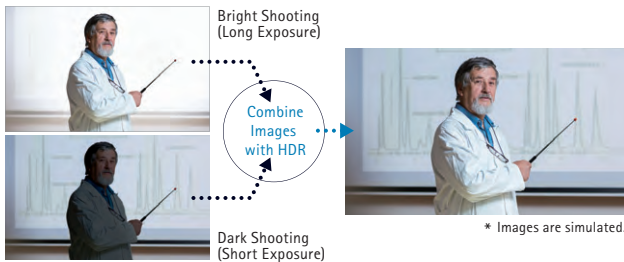 Bright Shooting
(Long Exposure)
Combine
Images
with HDR
* Images are simulated.
Dark Shooting
(Short Exposure)